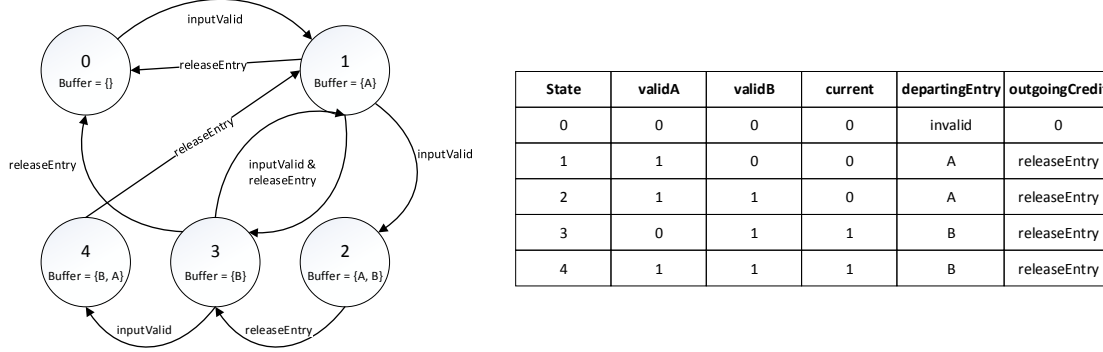 inputValid
0
Buffer = {}
releaseEntry
1
Buffer = {A}
releaseEntry
releaseEntry
inputValid &
releaseEntry
inputValid
4
Buffer = {B, A}
3
Buffer = {B}
2
Buffer = {A, B}
inputValid
releaseEntry
State validA validB current departingEntry outgoingCredi
0 0 0 0 invalid 0
1 1 0 0 A releaseEntry
2 1 1 0 A releaseEntry
3 0 1 1 B releaseEntry
4 1 1 1 B releaseEntry